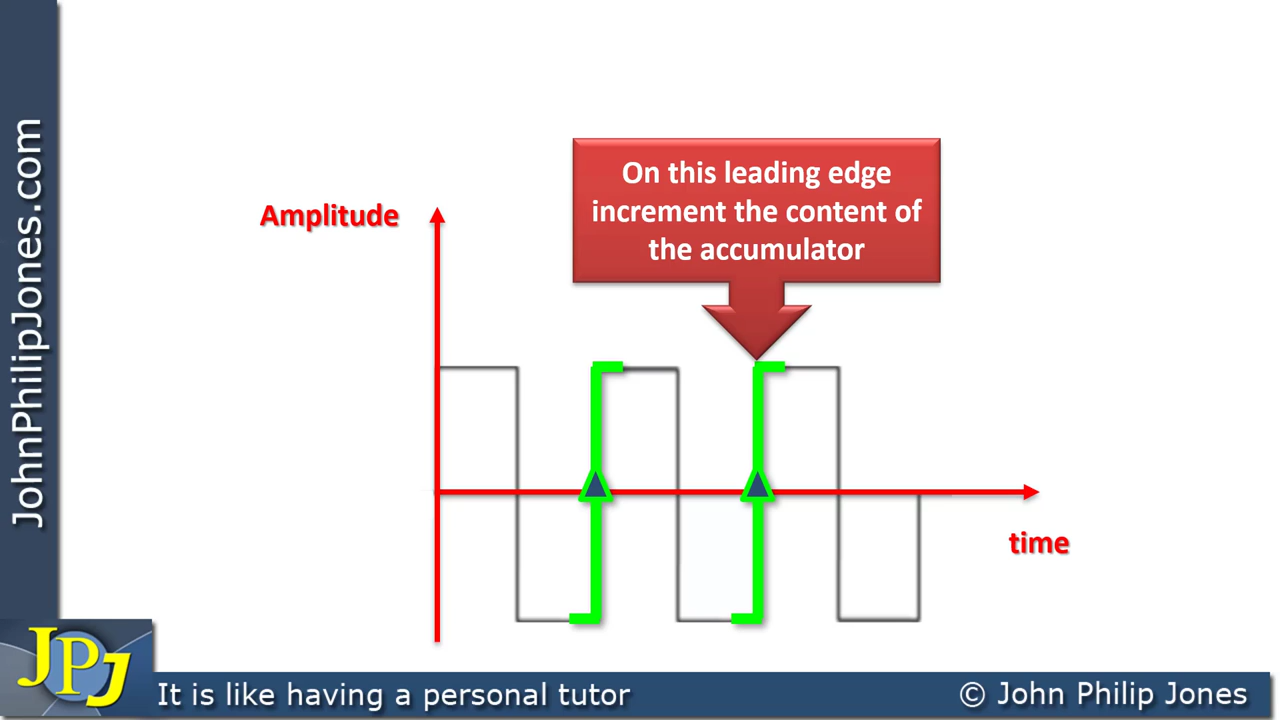 JohnPhilipJones.com
On this leading edge
increment the content of
the accumulator
Amplitude
time
JPJ
It is like having a personal tutor
© John Philip Jones